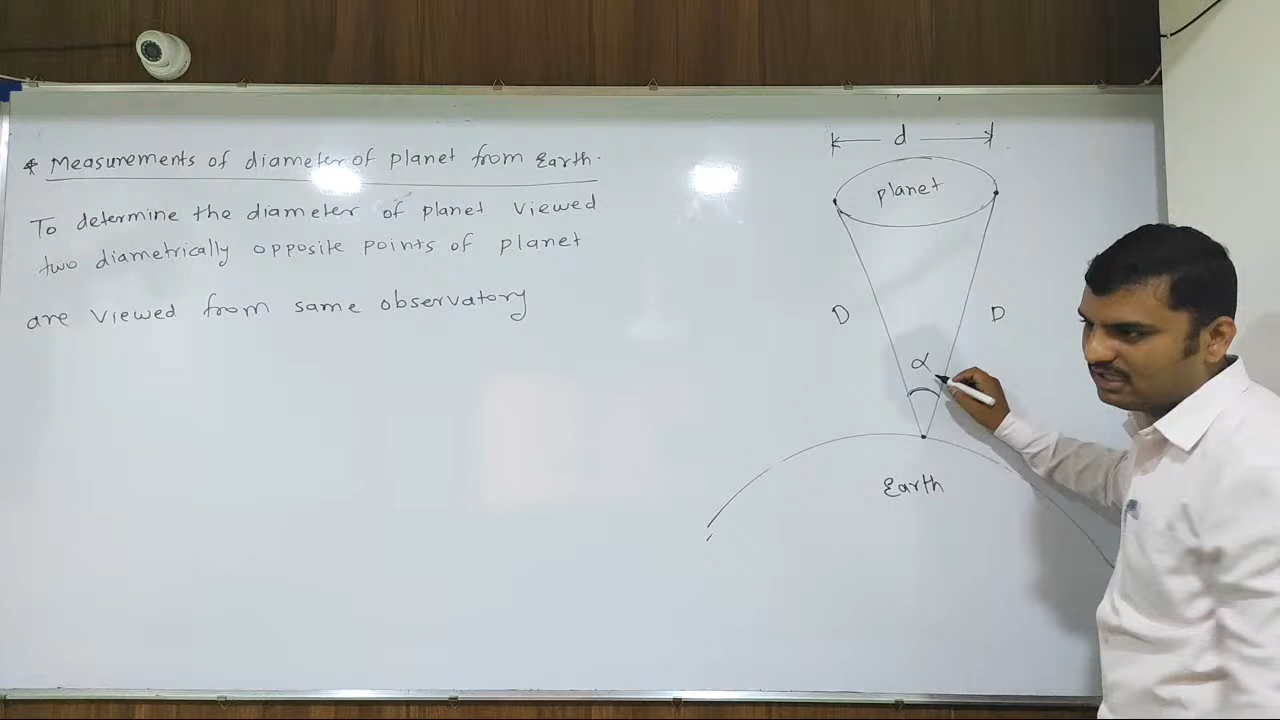 * Measurements of diameter of planet from Earth.
To determine the diameter of planet viewed
two diametrically opposite points of planet
are viewed from same observatory
d
planet
D
D
α
Earth